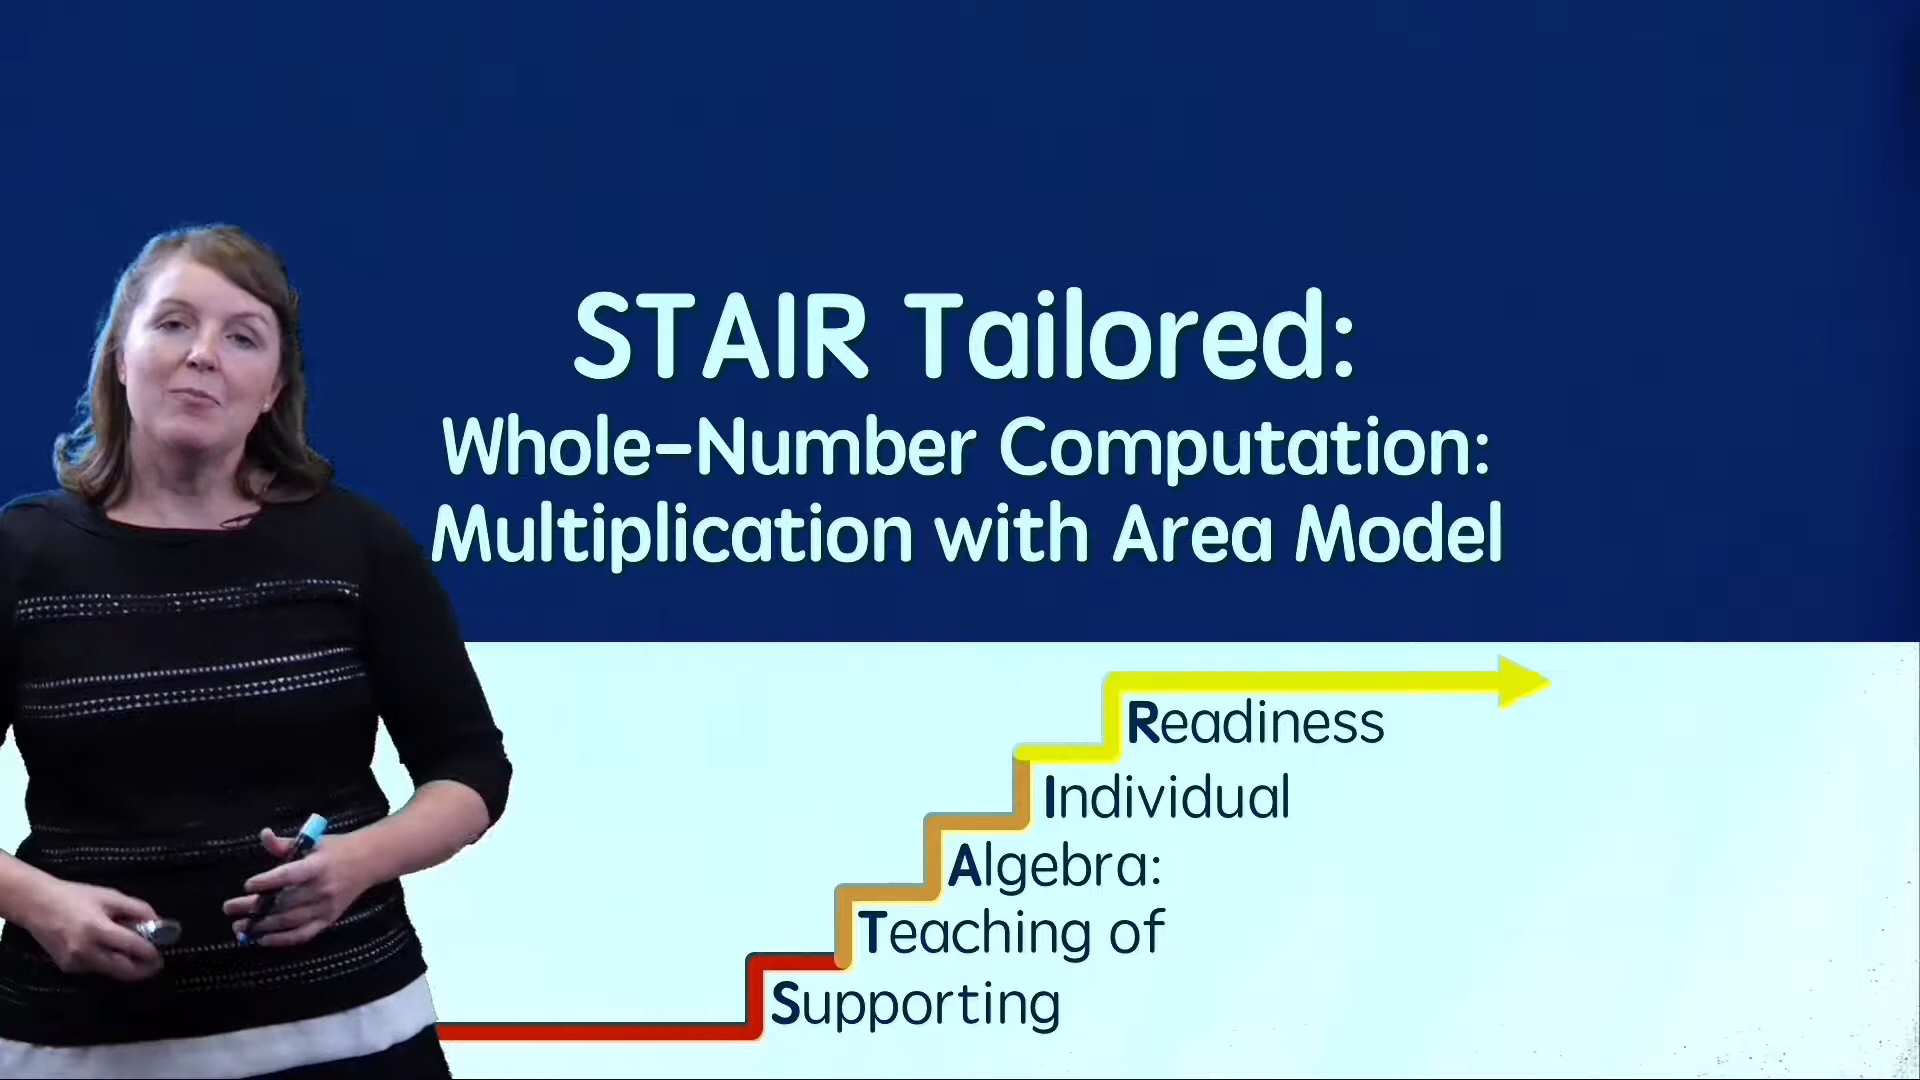 STAIR Tailored:
Whole-Number Computation:
Multiplication with Area Model
Readiness
Individual
Algebra:
Teaching of
Supporting